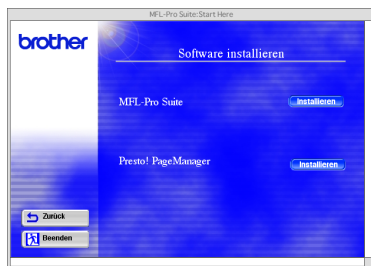 MFL-Pro Suite:Start Here
brother
Software installieren
MFL-Pro Suite
Installieren
Presto! PageManager
Installieren
Zurück
Beenden